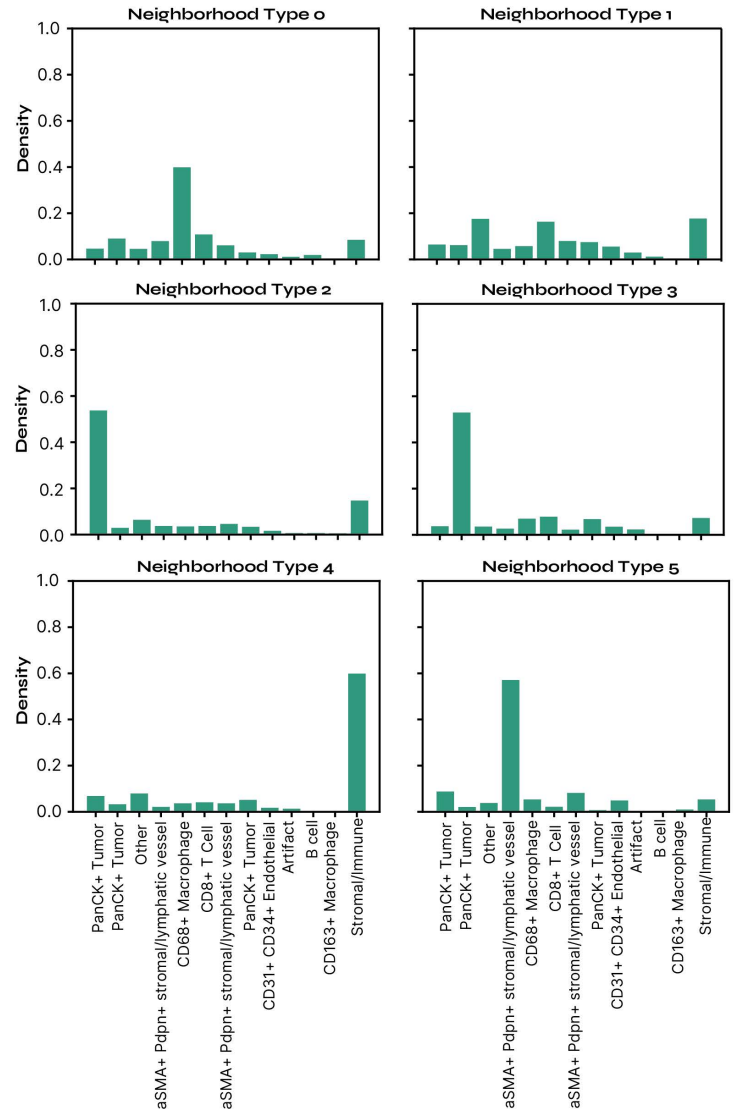 Neighborhood Type 0
Neighborhood Type 1
1.0
0.8
0.6
0.4
0.2
0.0
Density
Neighborhood Type 2
Neighborhood Type 3
1.0
0.8
0.6
0.4
0.2
0.0
Density
Neighborhood Type 4
Neighborhood Type 5
1.0
0.8
0.6
0.4
0.2
0.0
Density
PanCK+ Tumor
PanCK+ Tumor
Other
aSMA+ Pdpn+ stromal/lymphatic vessel
CD68+ Macrophage
CD8+ T Cell
aSMA+ Pdpn+ stromal/lymphatic vessel
PanCK+ Tumor
CD31+ CD34+ Endothelial
Artifact
B cell
CD163+ Macrophage
Stromal/Immune
PanCK+ Tumor
PanCK+ Tumor
Other
aSMA+ Pdpn+ stromal/lymphatic vessel
CD68+ Macrophage
CD8+ T Cell
aSMA+ Pdpn+ stromal/lymphatic vessel
PanCK+ Tumor
CD31+ CD34+ Endothelial
Artifact
B cell
CD163+ Macrophage
Stromal/Immune